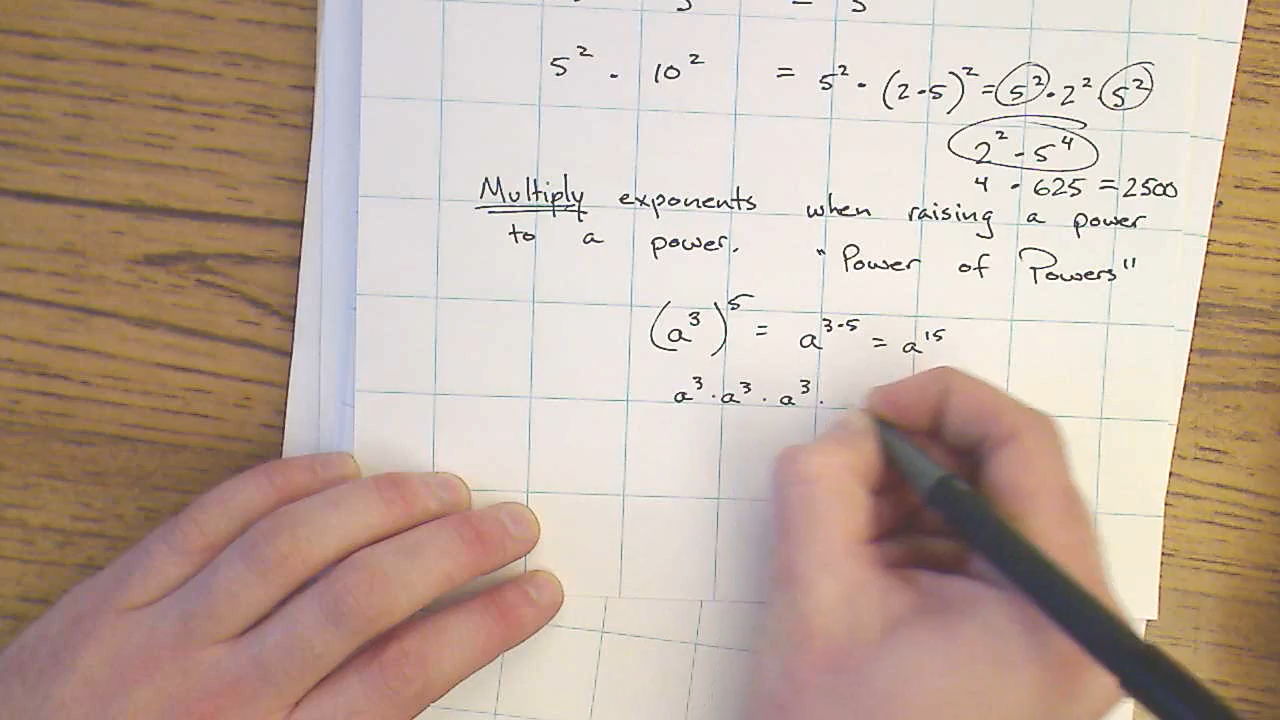 5² · 10² = 5² · (2·5)² = 5² · 2² 5²
2² · 5⁴
4 · 625 = 2500
Multiply exponents when raising a power
to a power. "Power of Powers"
(a³)⁵ = a³·⁵ = a¹⁵
a³ · a³ · a³ ·